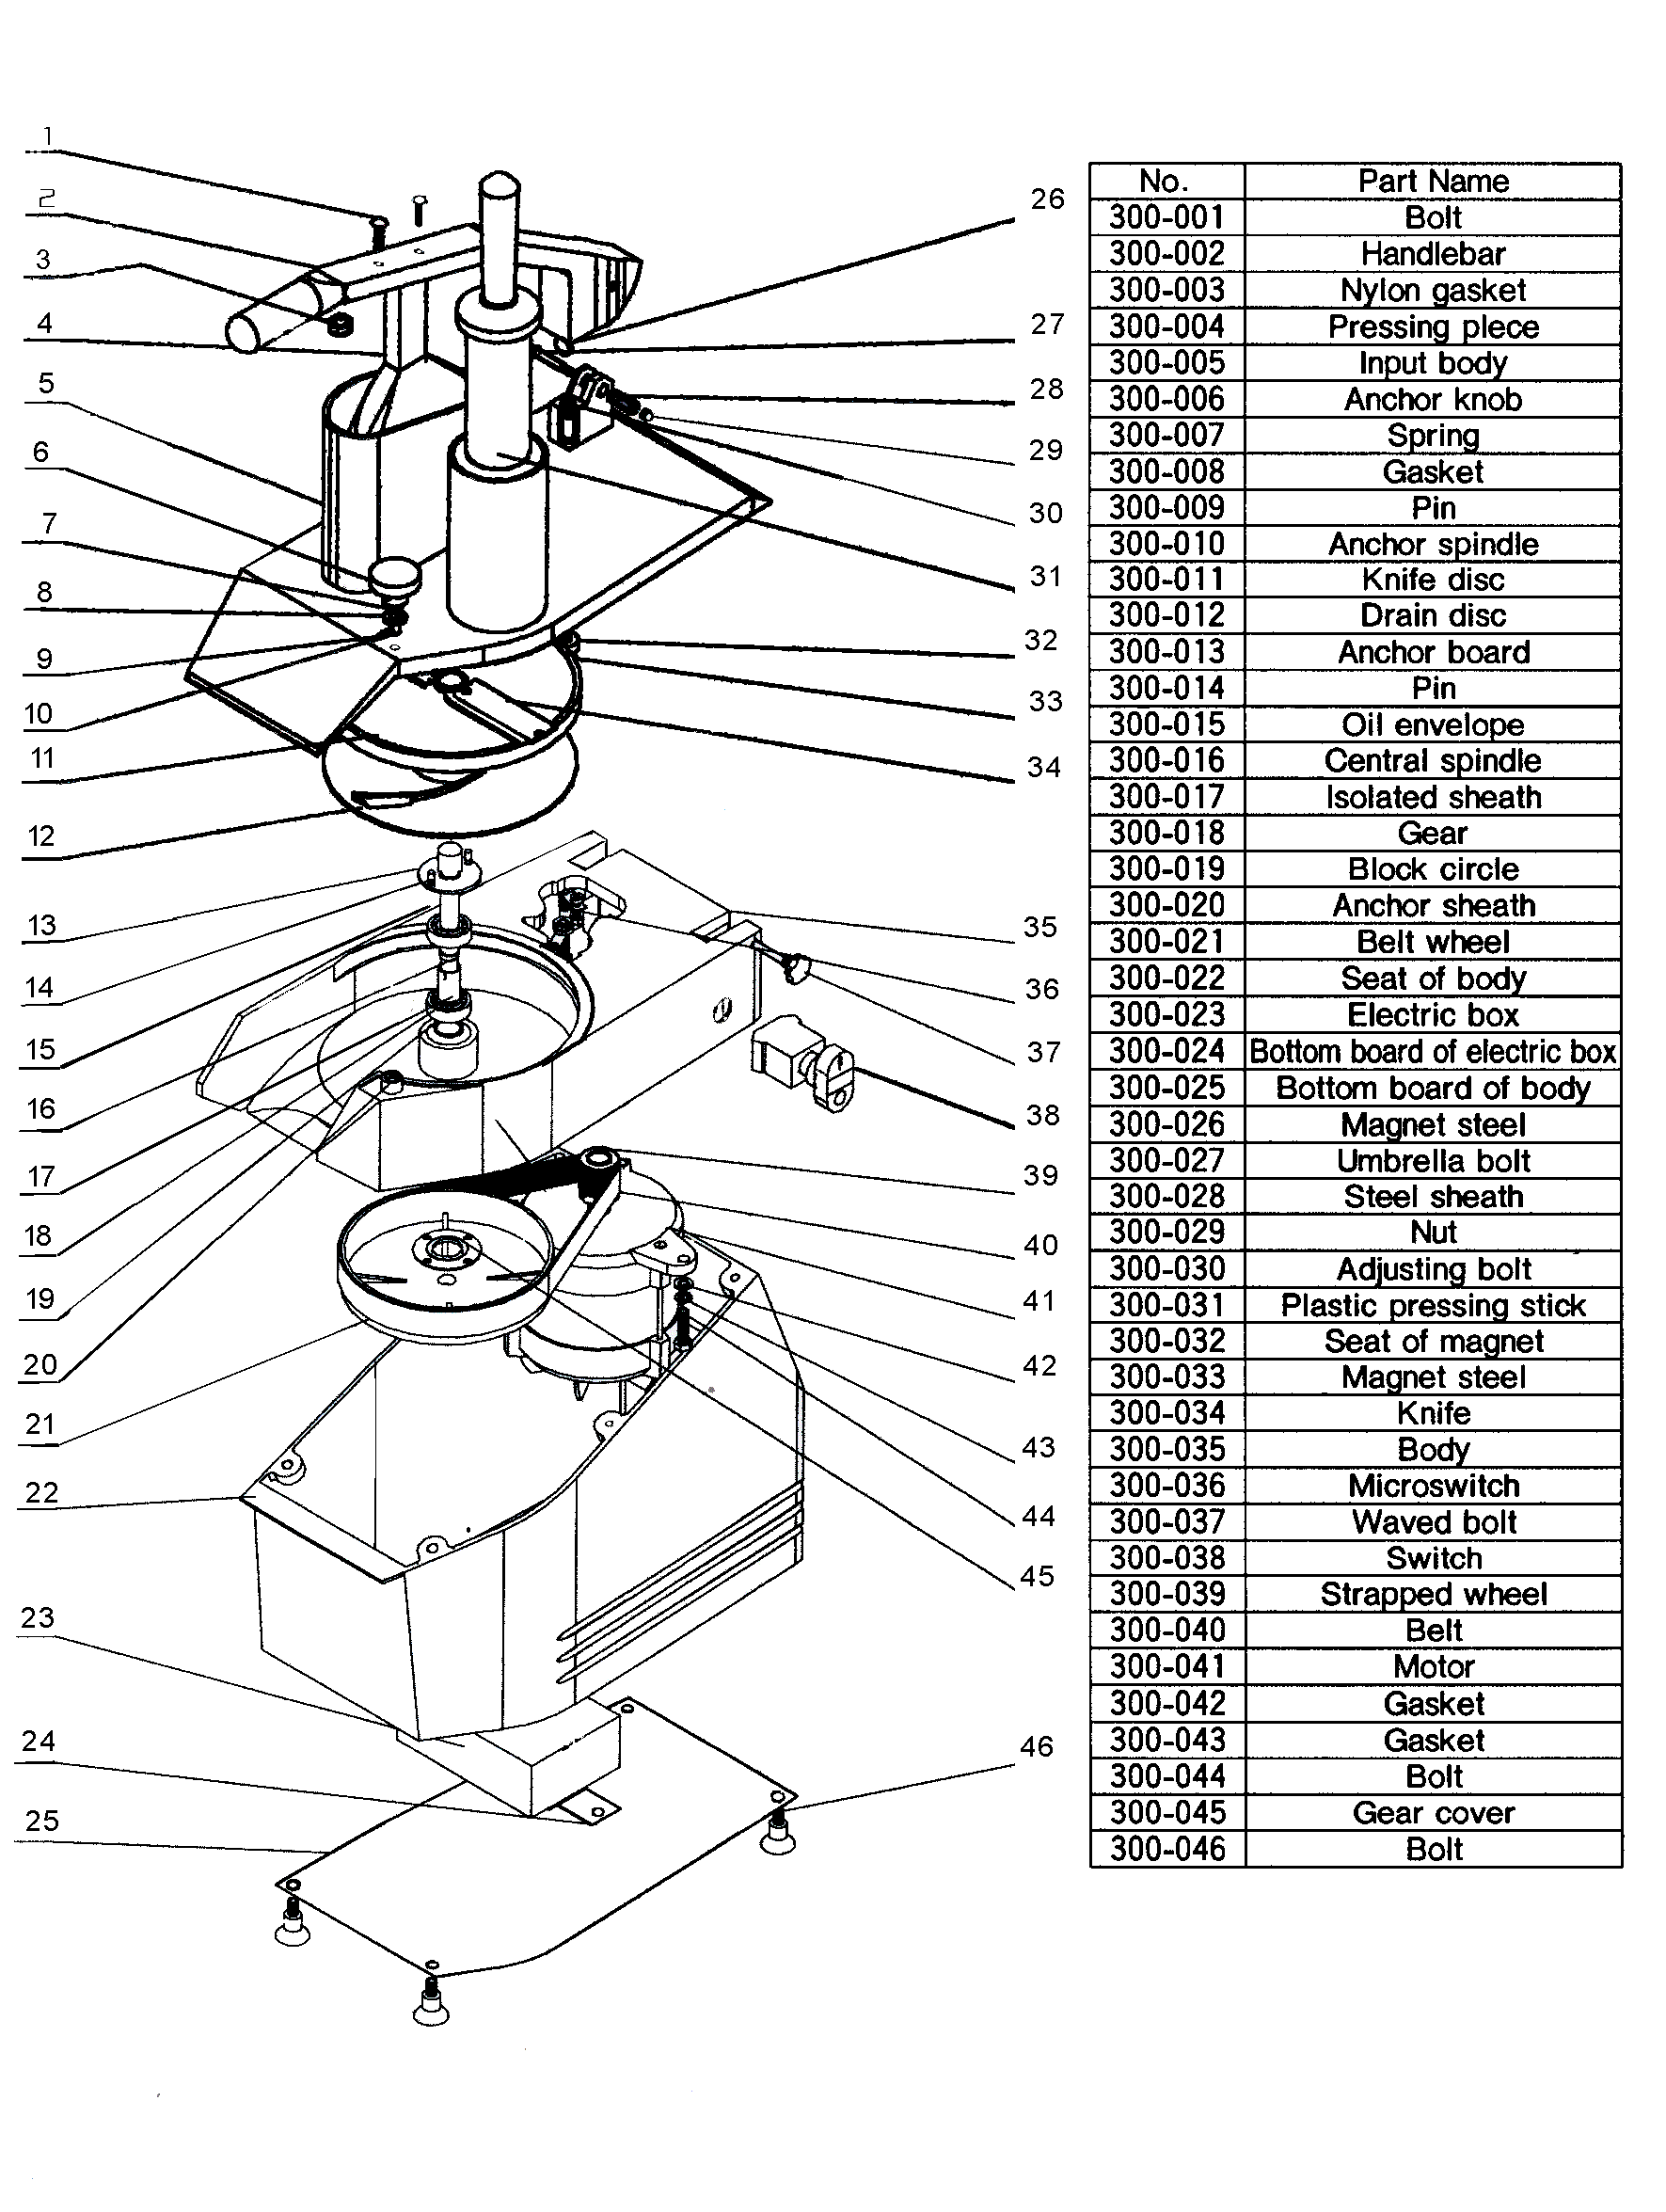 1
2
3
4
5
6
7
8
9
10
11
12
13
14
15
16
17
18
19
20
21
22
23
24
25
26
27
28
29
30
31
32
33
34
35
36
37
38
39
40
41
42
43
44
45
46
No. Part Name
300-001 Bolt
300-002 Handlebar
300-003 Nylon gasket
300-004 Pressing plece
300-005 Input body
300-006 Anchor knob
300-007 Spring
300-008 Gasket
300-009 Pin
300-010 Anchor spindle
300-011 Knife disc
300-012 Drain disc
300-013 Anchor board
300-014 Pin
300-015 Oil envelope
300-016 Central spindle
300-017 Isolated sheath
300-018 Gear
300-019 Block circle
300-020 Anchor sheath
300-021 Belt wheel
300-022 Seat of body
300-023 Electric box
300-024 Bottom board of electric box
300-025 Bottom board of body
300-026 Magnet steel
300-027 Umbrella bolt
300-028 Steel sheath
300-029 Nut
300-030 Adjusting bolt
300-031 Plastic pressing stick
300-032 Seat of magnet
300-033 Magnet steel
300-034 Knife
300-035 Body
300-036 Microswitch
300-037 Waved bolt
300-038 Switch
300-039 Strapped wheel
300-040 Belt
300-041 Motor
300-042 Gasket
300-043 Gasket
300-044 Bolt
300-045 Gear cover
300-046 Bolt